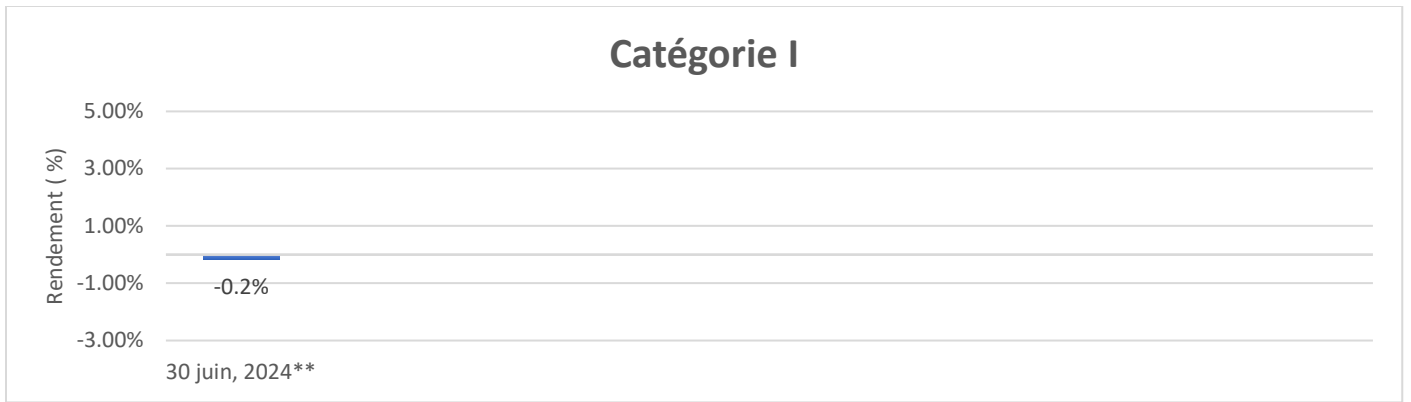 Catégorie I
5.00%
3.00%
1.00%
-1.00%
-3.00%
Rendement ( %)
-0.2%
30 juin, 2024**